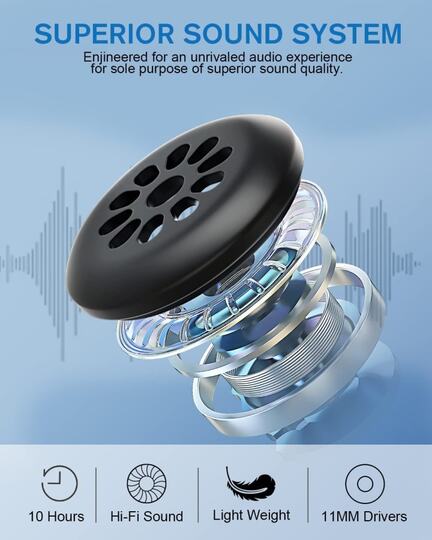 SUPERIOR SOUND SYSTEM
Enjineered for an unrivaled audio experience
for sole purpose of superior sound quality.
10 Hours
Hi-Fi Sound
Light Weight
11MM Drivers